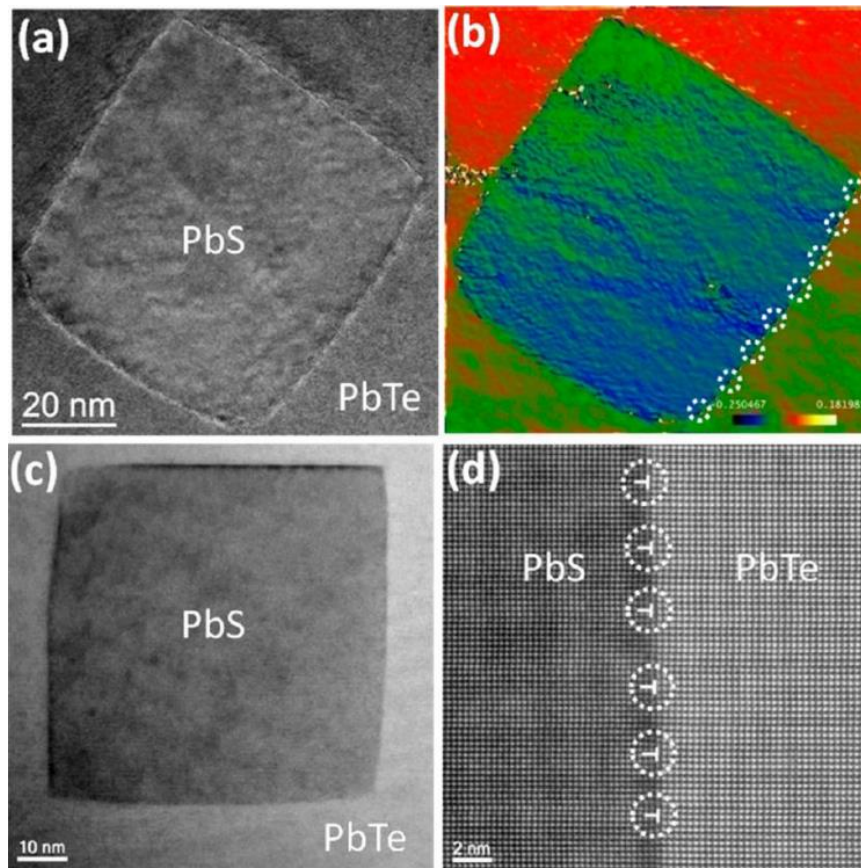 (a)
PbS
PbTe
20 nm
(b)
-0.250467
0.18198
(c)
PbS
PbTe
10 nm
(d)
PbS
PbTe
2 nm